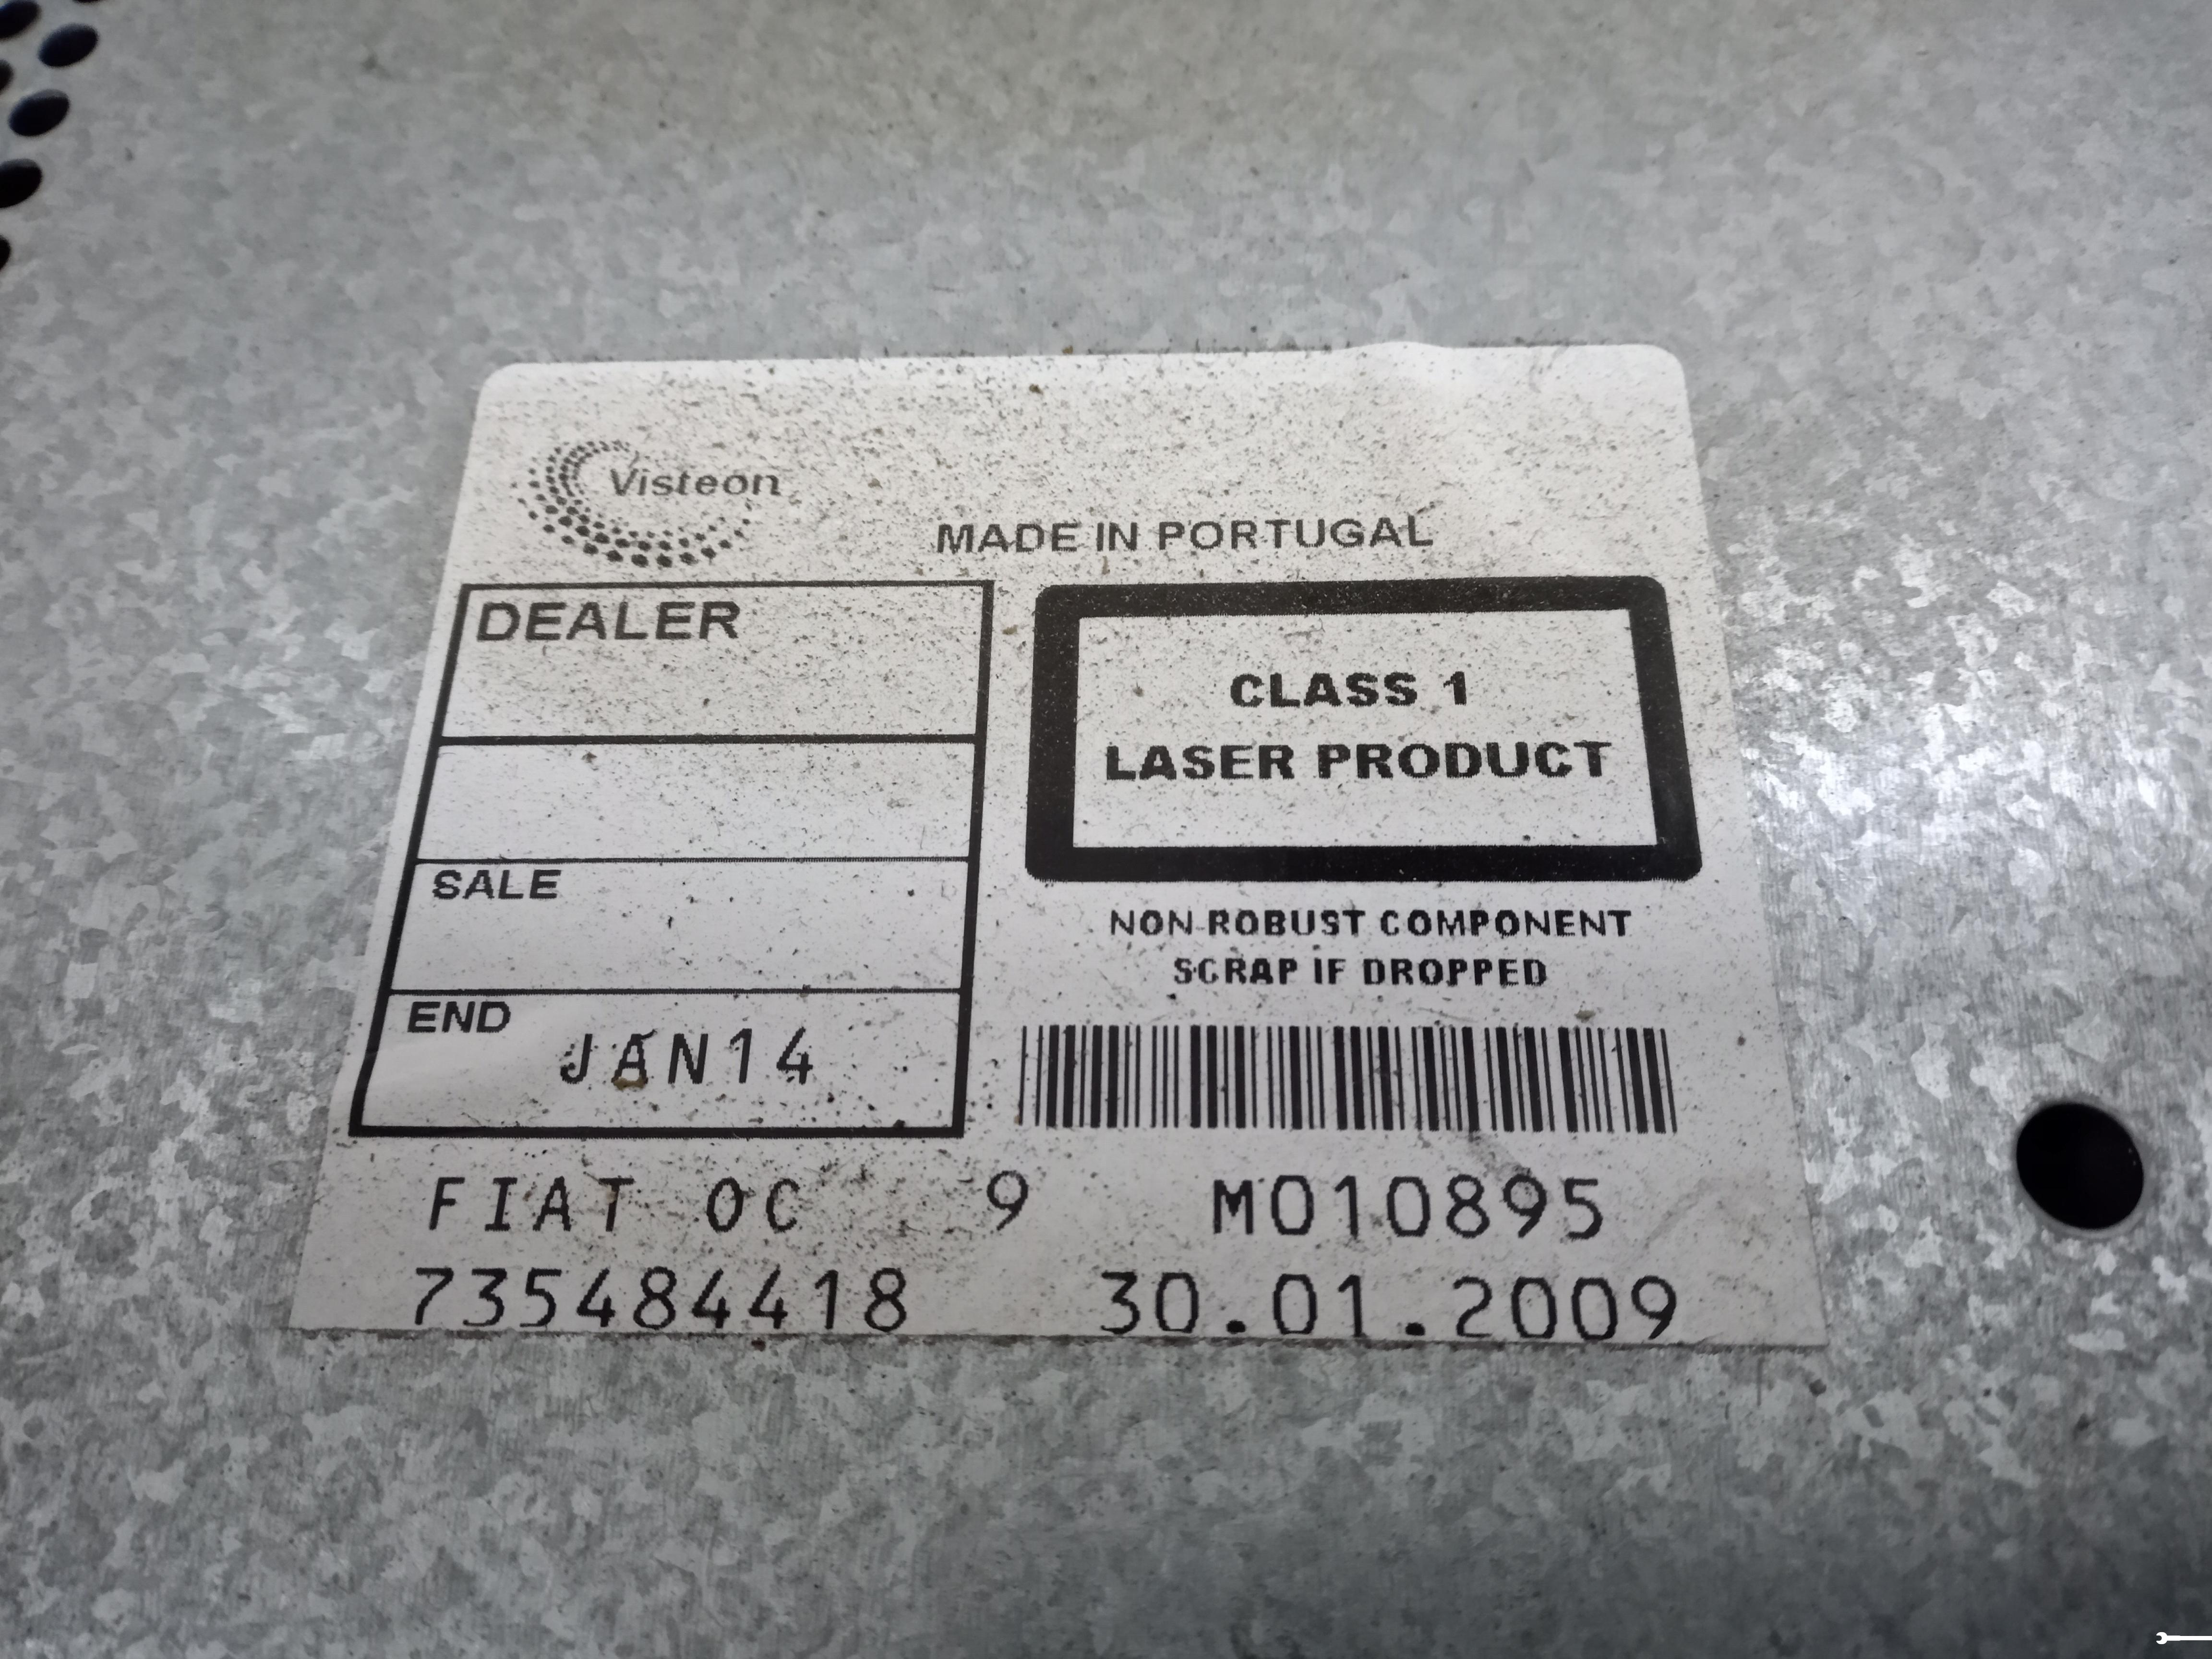 Visteon
MADE IN PORTUGAL
DEALER
CLASS 1
LASER PRODUCT
SALE
NON ROBUST COMPONENT
SCRAP IF DROPPED
END
JAN14
FIAT OC 9 M010895
735484418 30.01.2009